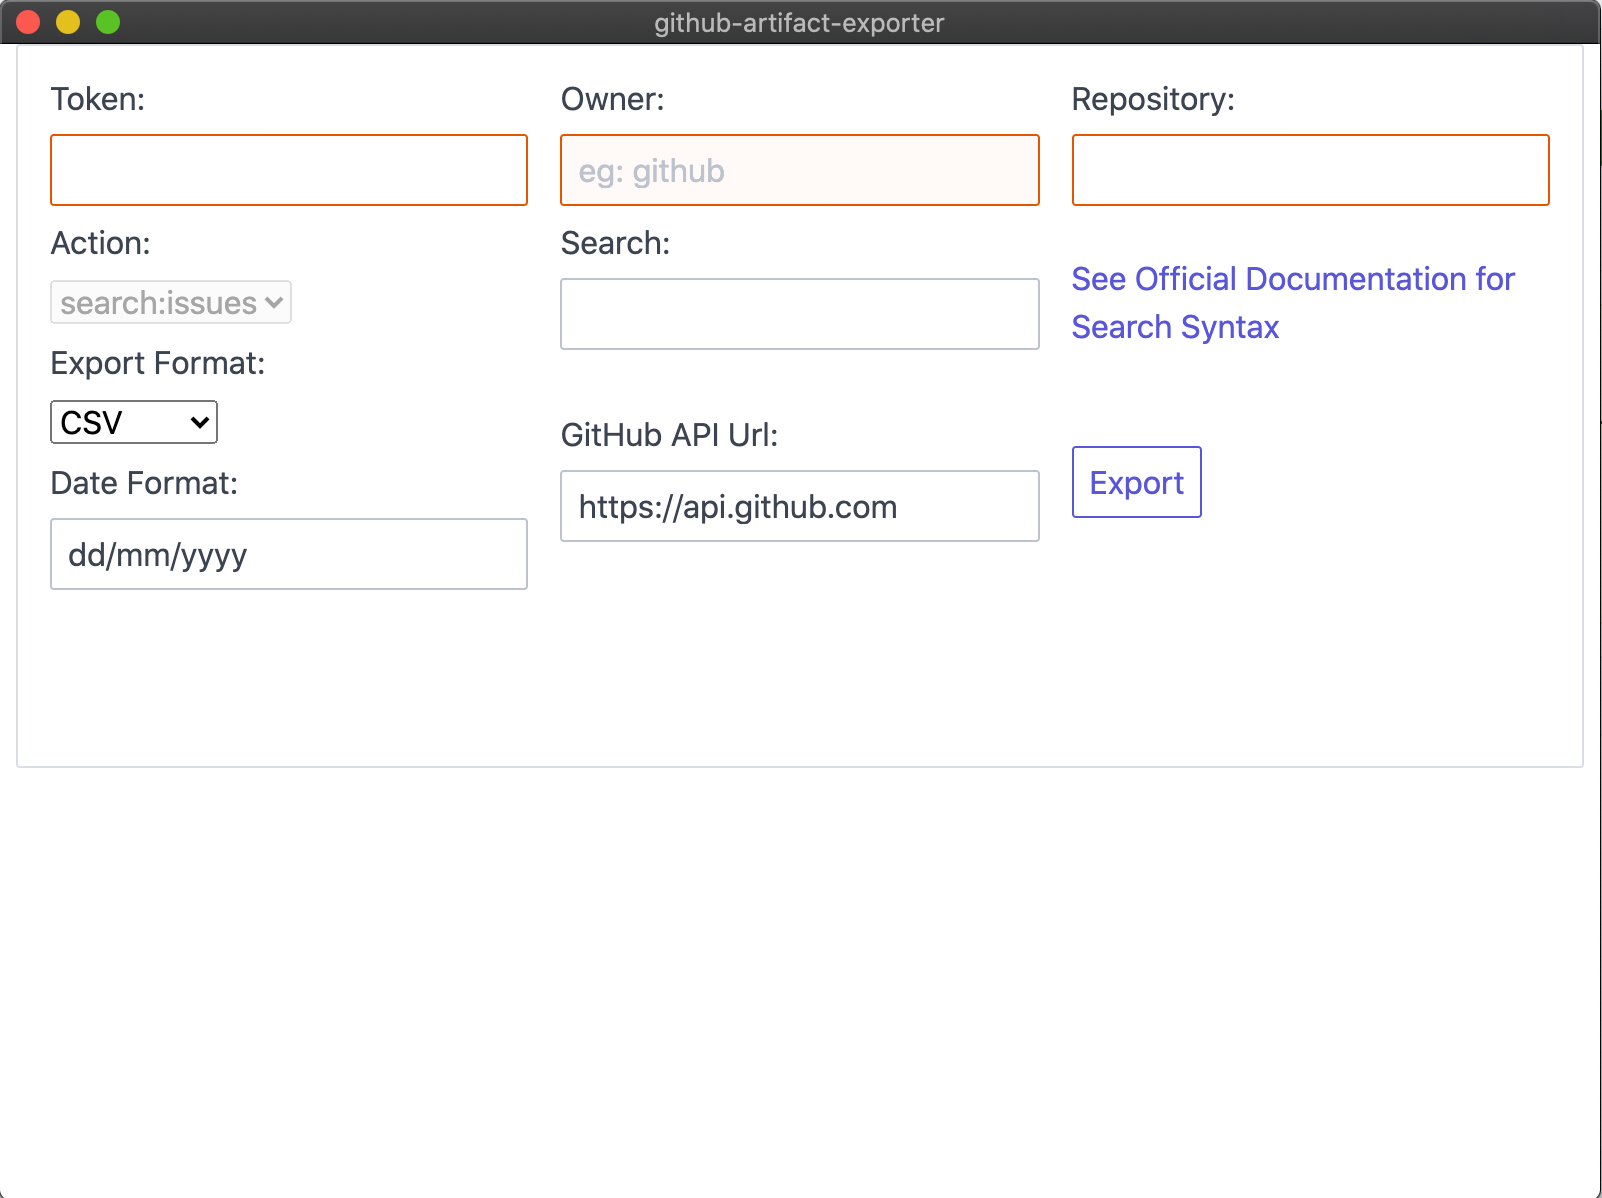 github-artifact-exporter
Token:
Owner:
Repository:
eg: github
Action:
Search:
search:issues
See Official Documentation for
Search Syntax
Export Format:
CSV
GitHub API Url:
Date Format:
Export
https://api.github.com
dd/mm/yyyy